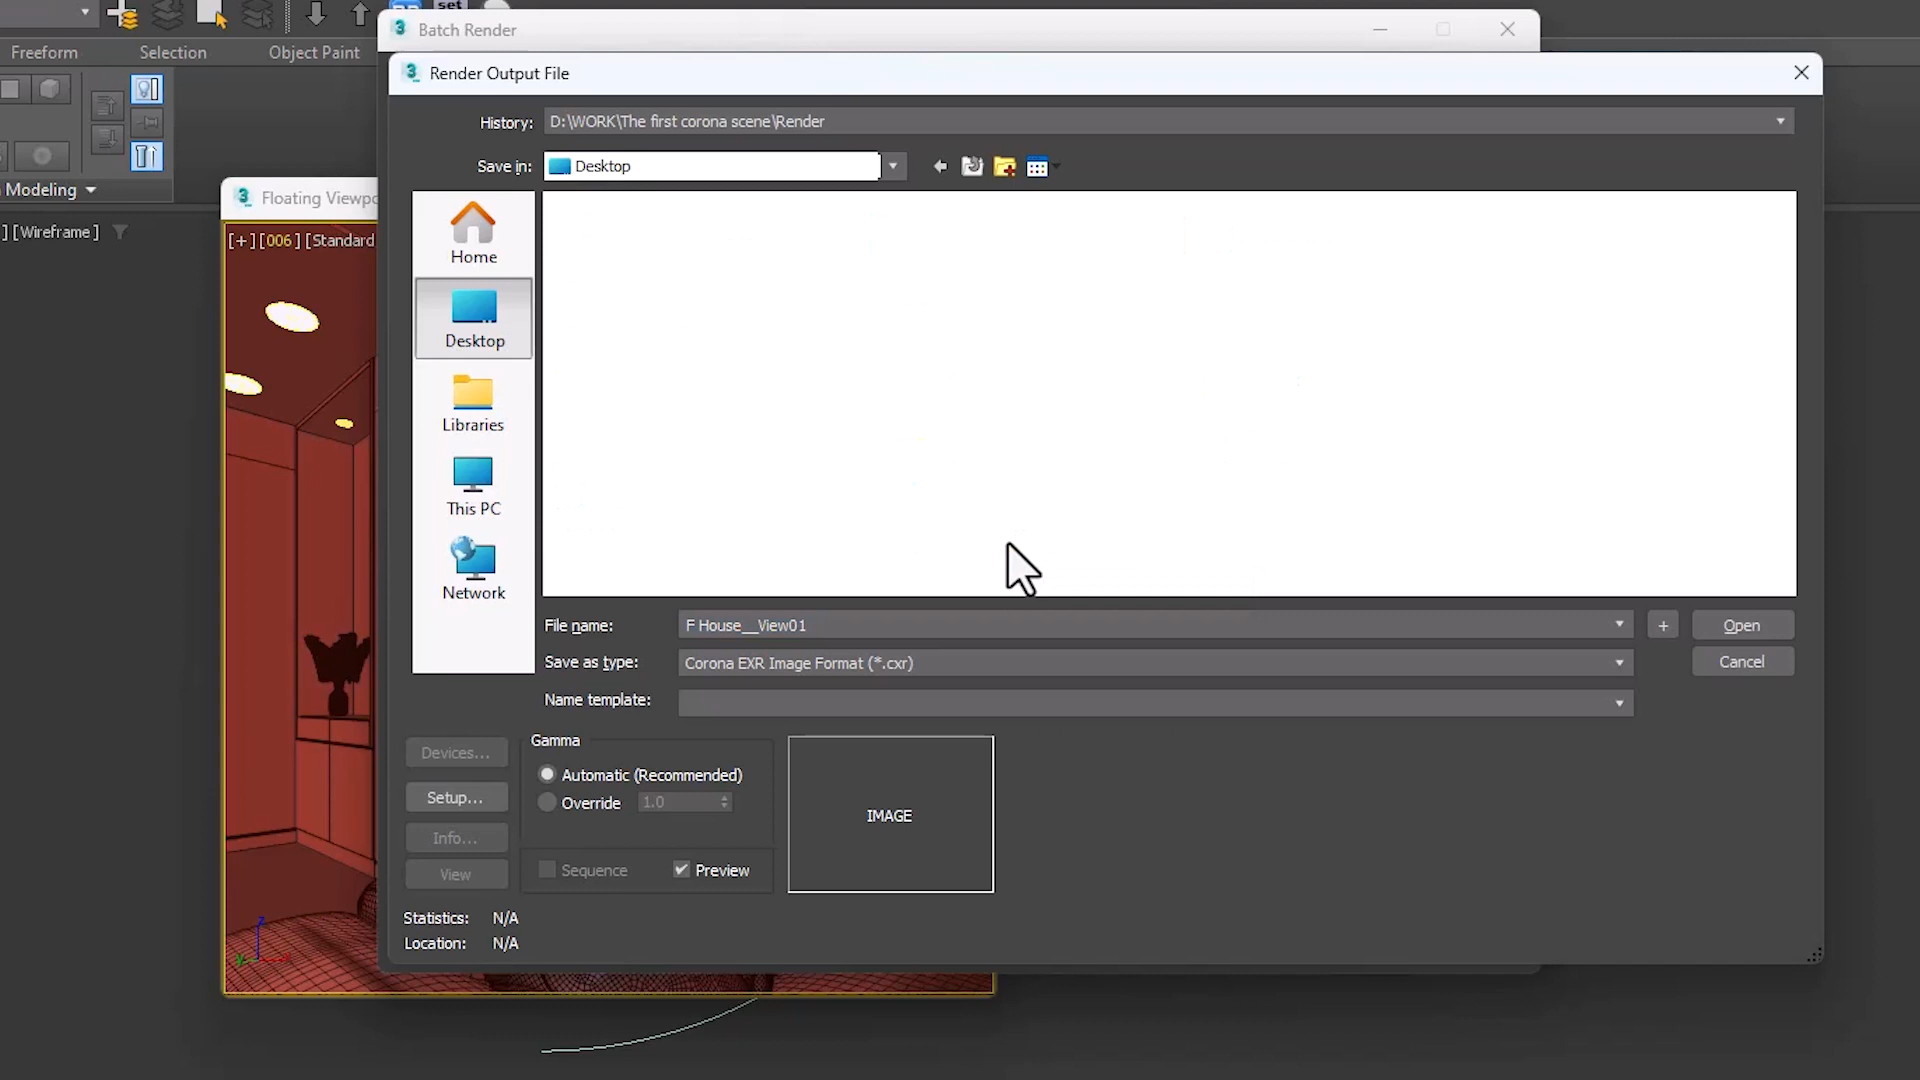 set
Freeform
Selection
Object Paint
Batch Render
Render Output File
History:
D:\WORK\The first corona scene\Render
Save in:
Desktop
Modeling
Floating Viewpo
] [Wireframe ]
[+] [006 ] [Standard
Home
Desktop
Libraries
This PC
Network
File name:
F House__View01
+
Open
Save as type:
Corona EXR Image Format (*.cxr)
Cancel
Name template:
Devices...
Setup...
Info...
View
Gamma
Automatic (Recommended)
Override
1.0
Sequence
Preview
IMAGE
Statistics:
N/A
Location:
N/A
z
y
x